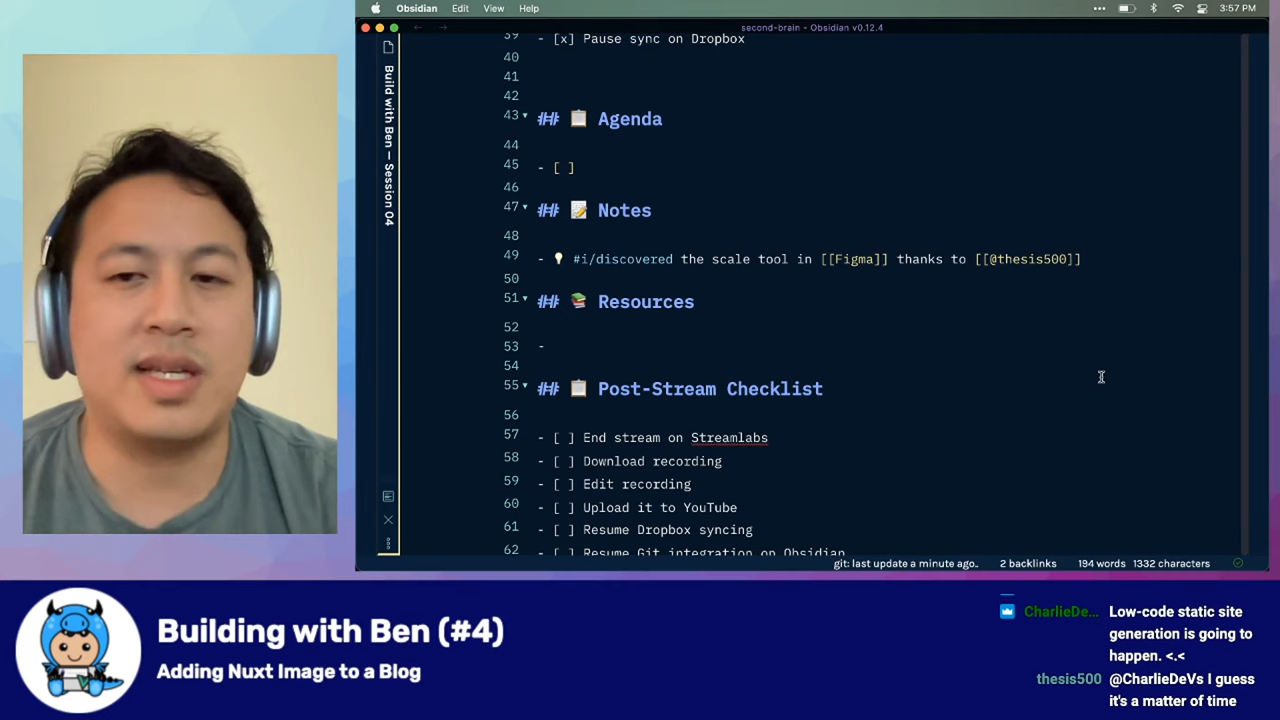 Obsidian Edit View Help
3:57 PM
second-brain - Obsidian v0.12.4
Build with Ben — Session 04
39 - [x] Pause sync on Dropbox
40
41
42
43 ## 📋 Agenda
44
45 - [ ]
46
47 ## 📝 Notes
48
49 - 💡 #i/discovered the scale tool in [[Figma]] thanks to [[@thesis500]]
50
51 ## 📚 Resources
52
53 -
54
55 ## 📋 Post-Stream Checklist
56
57 - [ ] End stream on Streamlabs
58 - [ ] Download recording
59 - [ ] Edit recording
60 - [ ] Upload it to YouTube
61 - [ ] Resume Dropbox syncing
62 - [ ] Resume Git integration on Obsidian
git: last update a minute ago. 2 backlinks 194 words 1332 characters
Building with Ben (#4)
Adding Nuxt Image to a Blog
CharlieDe... Low-code static site
generation is going to
happen. <.<
thesis500 @CharlieDeVs I guess
it's a matter of time